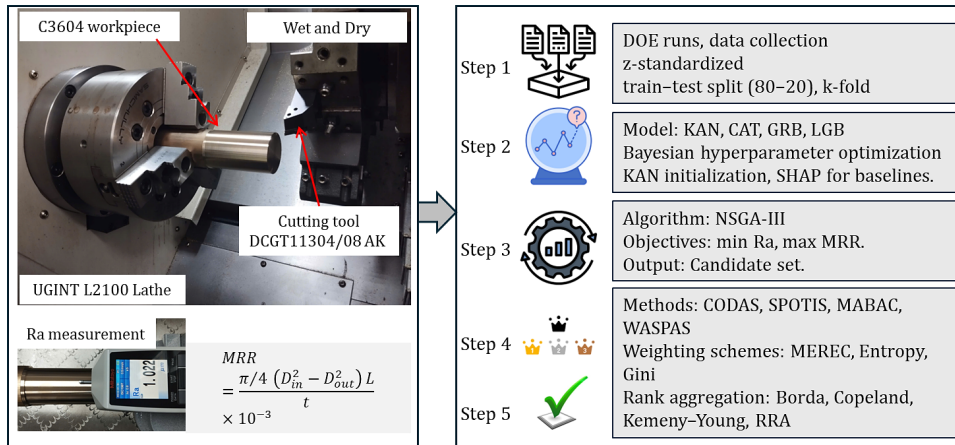 C3604 workpiece
Wet and Dry
Cutting tool
DCGT11304/08 AK
UGINT L2100 Lathe
Ra measurement
Ra
1.022
MRR
= π/4 (D²in − D²out) L / t
× 10⁻³
Step 1
DOE runs, data collection
z-standardized
train–test split (80–20), k-fold
Step 2
?
Model: KAN, CAT, GRB, LGB
Bayesian hyperparameter optimization
KAN initialization, SHAP for baselines.
Step 3
Algorithm: NSGA-III
Objectives: min Ra, max MRR.
Output: Candidate set.
Step 4
1 2 3
Methods: CODAS, SPOTIS, MABAC,
WASPAS
Weighting schemes: MEREC, Entropy,
Gini
Rank aggregation: Borda, Copeland,
Kemeny–Young, RRA
Step 5